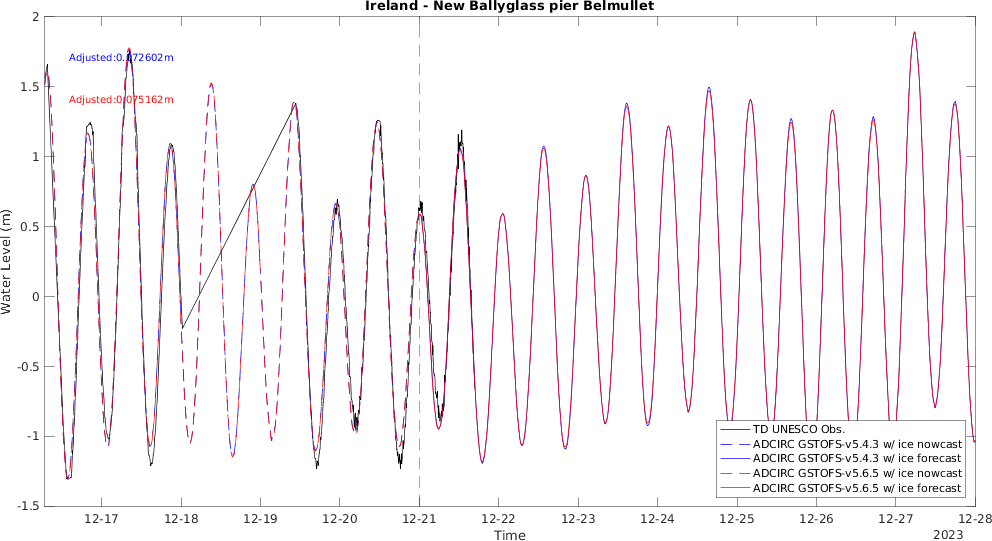 Ireland - New Ballyglass pier Belmullet
Adjusted:0.072602m
Adjusted:0.075162m
Water Level (m)
2
1.5
1
0.5
0
-0.5
-1
-1.5
12-17
12-18
12-19
12-20
12-21
12-22
12-23
12-24
12-25
12-26
12-27
12-28
2023
Time
TD UNESCO Obs.
ADCIRC GSTOFS-v5.4.3 w/ ice nowcast
ADCIRC GSTOFS-v5.4.3 w/ ice forecast
ADCIRC GSTOFS-v5.6.5 w/ ice nowcast
ADCIRC GSTOFS-v5.6.5 w/ ice forecast